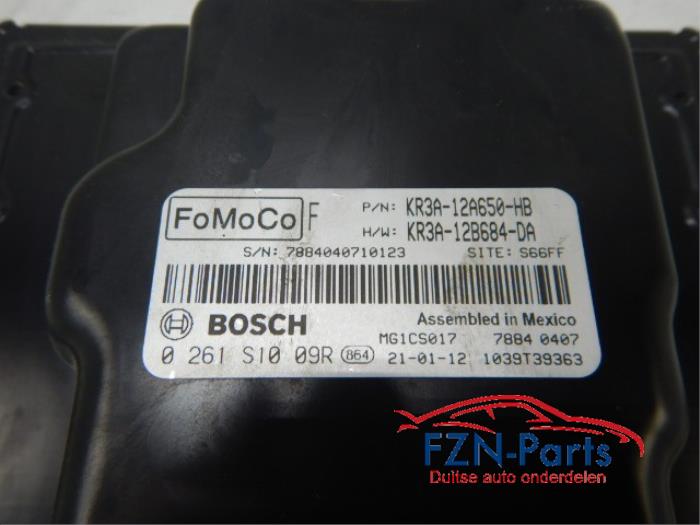 FoMoCo F P/N: KR3A-12A650-HB
H/W: KR3A-12B684-DA
S/N: 7884040710123 SITE: S66FF
BOSCH Assembled in Mexico
MG1CS017 7884 0407
0 261 S10 09R 864 21-01-12 1039T39363
FZN-Parts
Duitse auto onderdelen